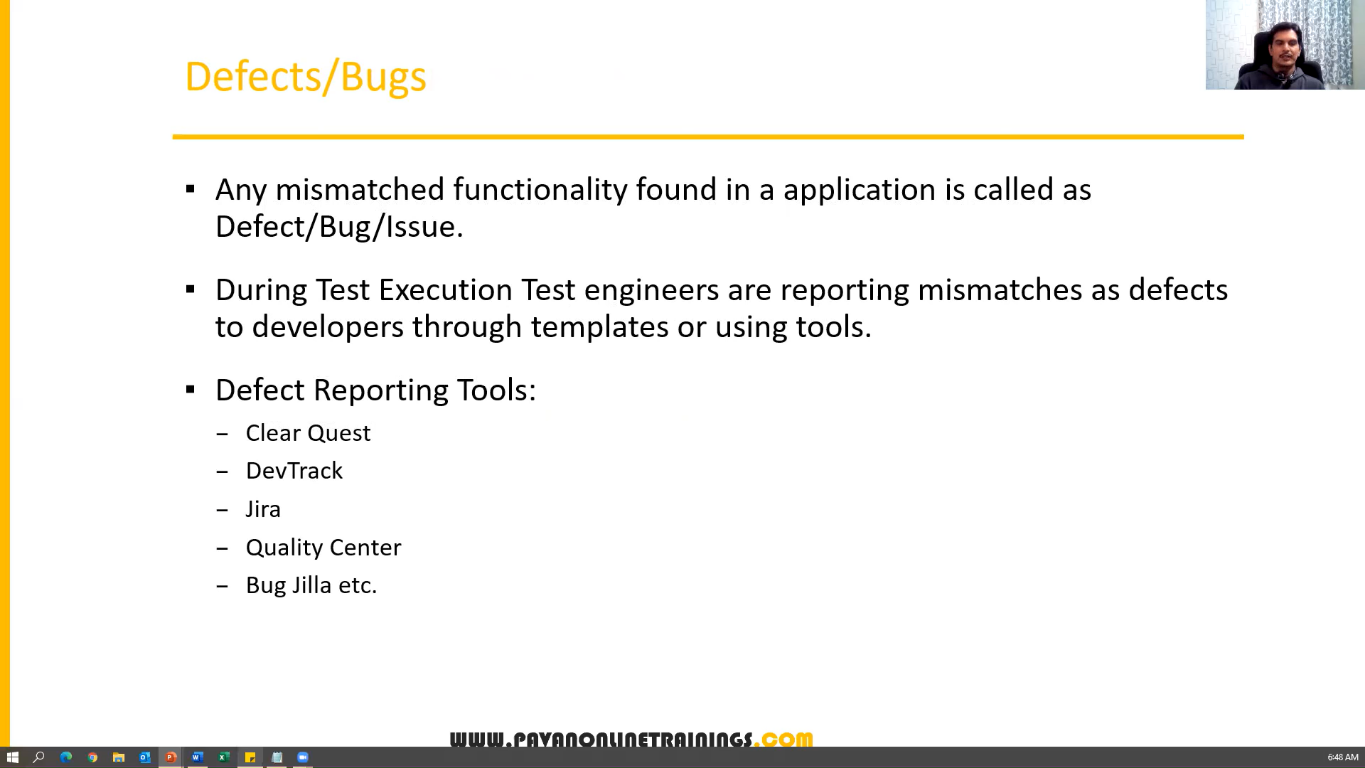 Defects/Bugs
▪ Any mismatched functionality found in a application is called as
Defect/Bug/Issue.
▪ During Test Execution Test engineers are reporting mismatches as defects
to developers through templates or using tools.
▪ Defect Reporting Tools:
– Clear Quest
– DevTrack
– Jira
– Quality Center
– Bug Jilla etc.
WWW.PAVANONLINETRAININGS.COM
6:48 AM